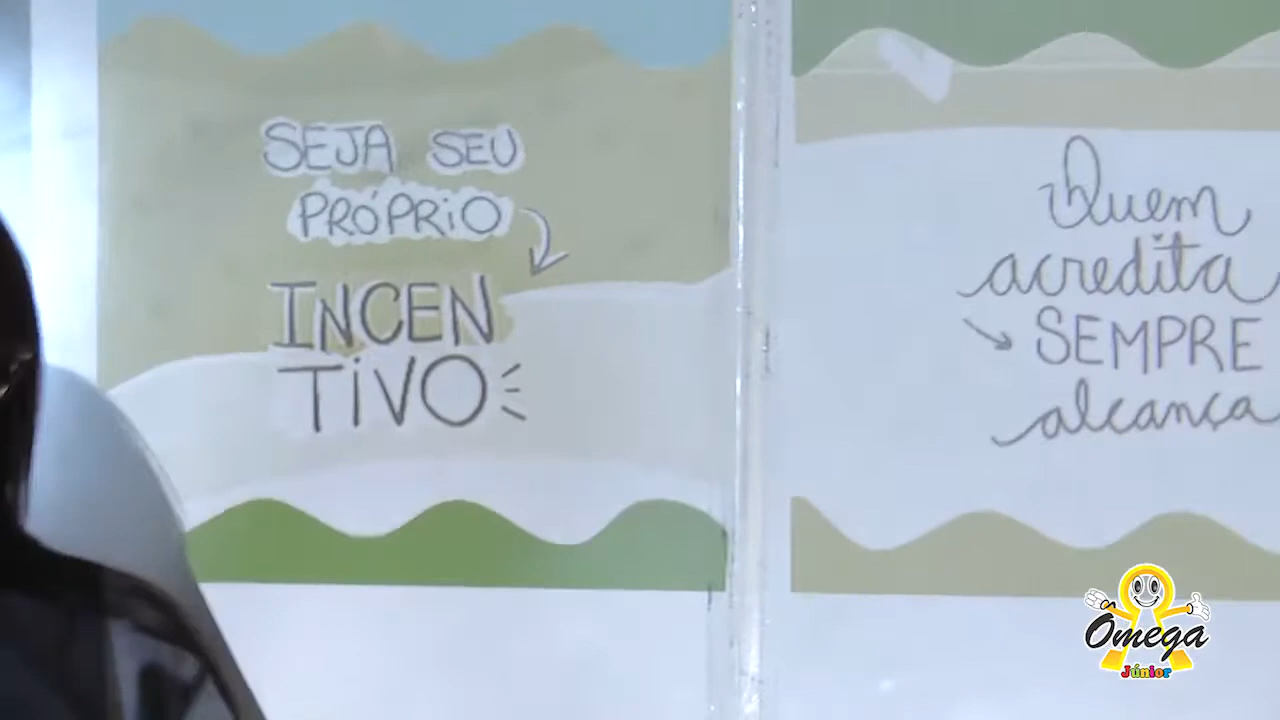 SEJA SEU
PRÓPRIO
INCEN
TIVO
Quem
acredita
SEMPRE
alcança
Ômega
Júnior